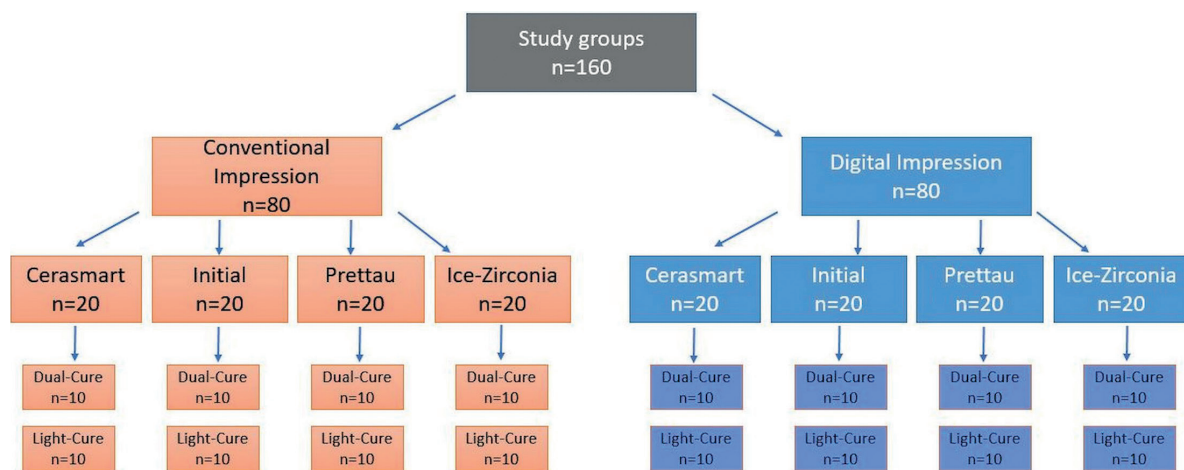 Study groups
n=160
Conventional
Impression
n=80
Digital Impression
n=80
Cerasmart
n=20
Initial
n=20
Prettau
n=20
Ice-Zirconia
n=20
Cerasmart
n=20
Initial
n=20
Prettau
n=20
Ice-Zirconia
n=20
Dual-Cure
n=10
Dual-Cure
n=10
Dual-Cure
n=10
Dual-Cure
n=10
Dual-Cure
n=10
Dual-Cure
n=10
Dual-Cure
n=10
Dual-Cure
n=10
Light-Cure
n=10
Light-Cure
n=10
Light-Cure
n=10
Light-Cure
n=10
Light-Cure
n=10
Light-Cure
n=10
Light-Cure
n=10
Light-Cure
n=10